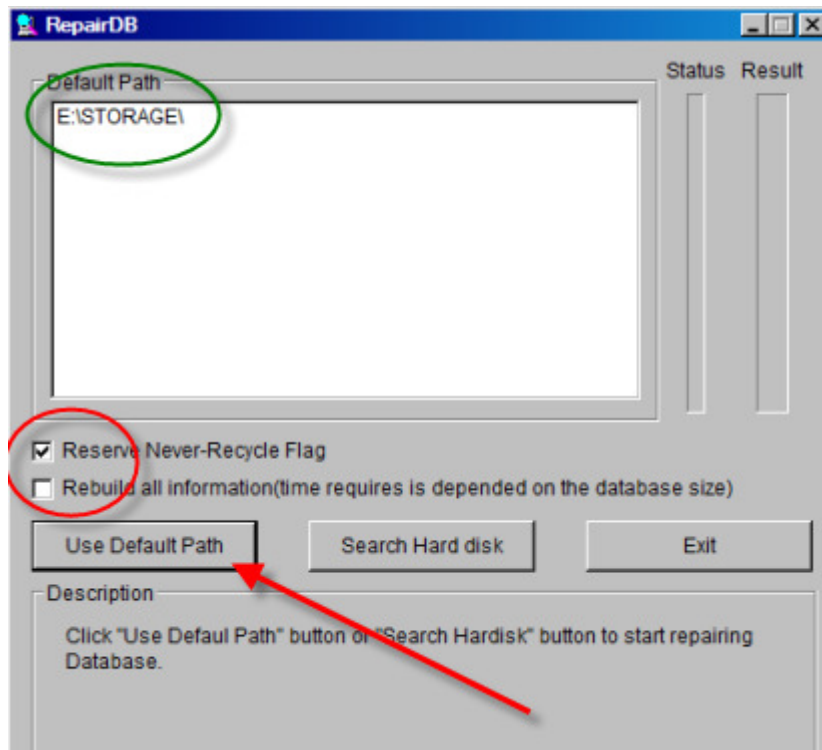 RepairDB
Status Result
Default Path
E:\STORAGE\
Reserve Never-Recycle Flag
Rebuild all information(time requires is depended on the database size)
Use Default Path
Search Hard disk
Exit
Description
Click "Use Defaul Path" button or "Search Hardisk" button to start repairing
Database.